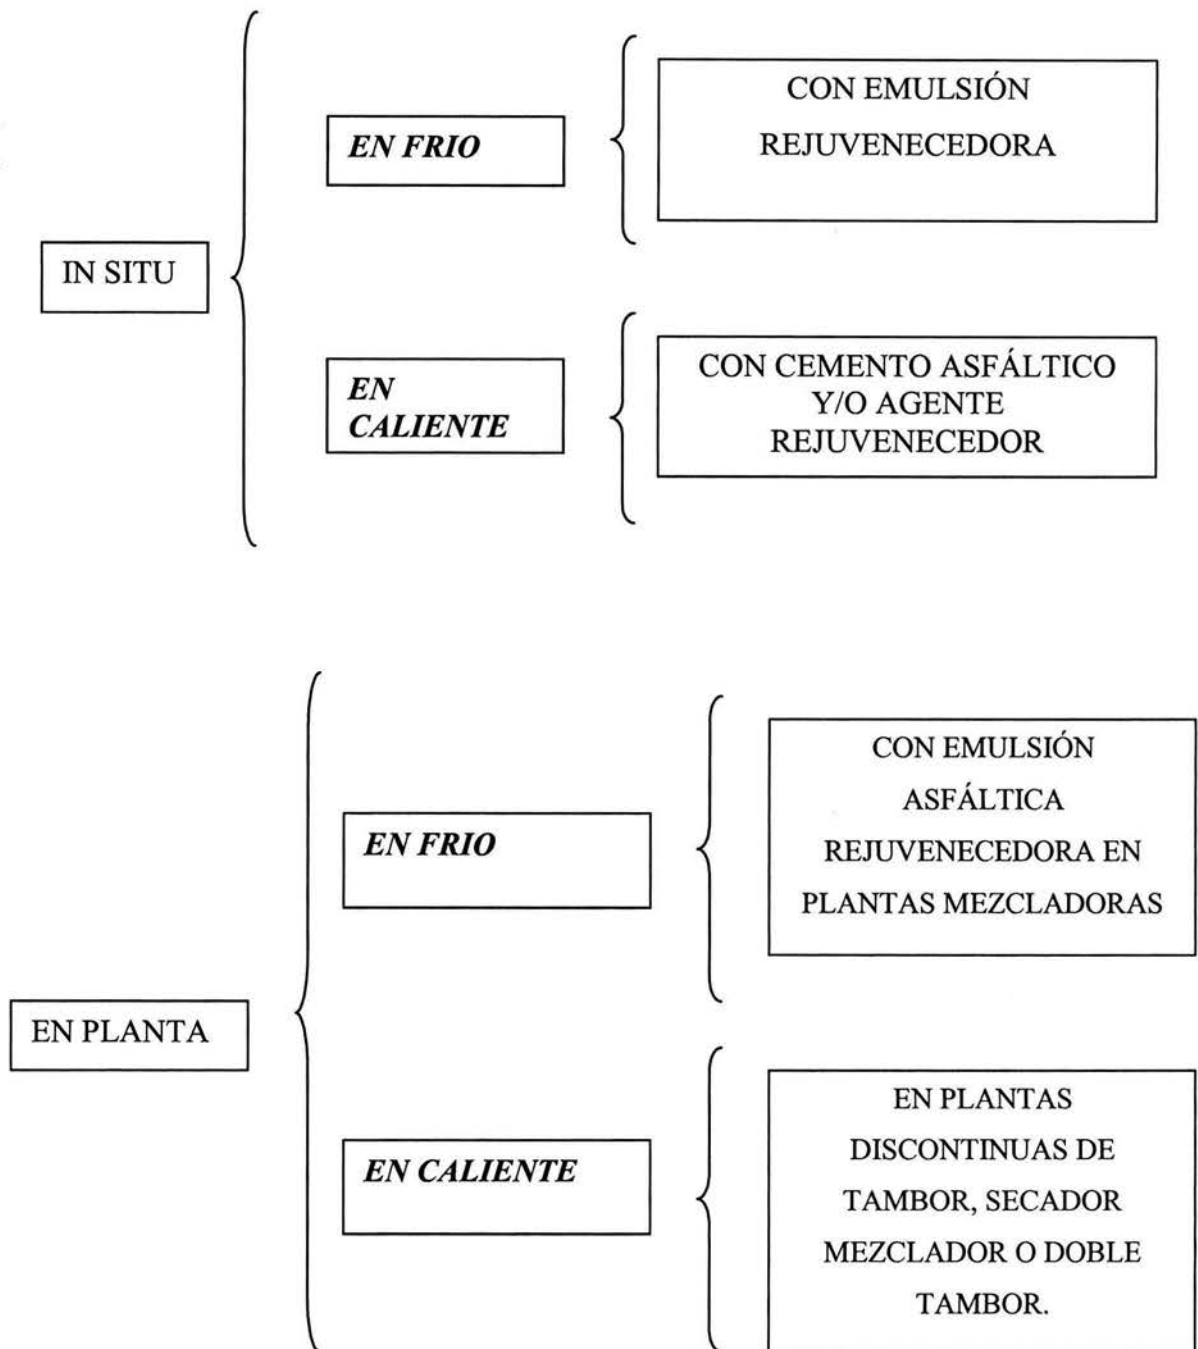 IN SITU
EN FRIO
CON EMULSIÓN
REJUVENECEDORA
EN
CALIENTE
CON CEMENTO ASFÁLTICO
Y/O AGENTE
REJUVENECEDOR
EN PLANTA
EN FRIO
CON EMULSIÓN
ASFÁLTICA
REJUVENECEDORA EN
PLANTAS MEZCLADORAS
EN CALIENTE
EN PLANTAS
DISCONTINUAS DE
TAMBOR, SECADOR
MEZCLADOR O DOBLE
TAMBOR.